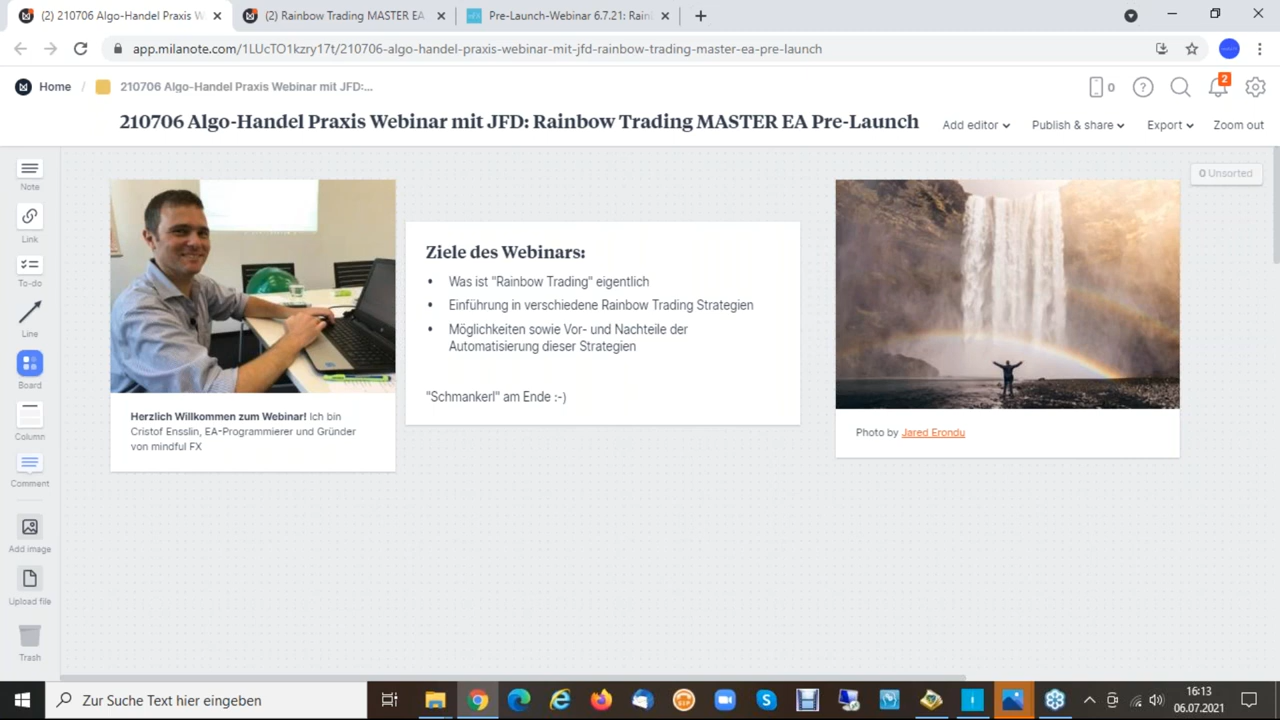 (2) 210706 Algo-Handel Praxis W
(2) Rainbow Trading MASTER EA
Pre-Launch-Webinar 6.7.21: Rain
app.milanote.com/1LUcTO1kzry17t/210706-algo-handel-praxis-webinar-mit-jfd-rainbow-trading-master-ea-pre-launch
Home / 210706 Algo-Handel Praxis Webinar mit JFD:...
0
2
210706 Algo-Handel Praxis Webinar mit JFD: Rainbow Trading MASTER EA Pre-Launch
Add editor
Publish & share
Export
Zoom out
0 Unsorted
Note
Link
To-do
Line
Board
Column
Comment
Add image
Upload file
Trash
Herzlich Willkommen zum Webinar! Ich bin
Cristof Ensslin, EA-Programmierer und Gründer
von mindful FX
Ziele des Webinars:
• Was ist "Rainbow Trading" eigentlich
• Einführung in verschiedene Rainbow Trading Strategien
• Möglichkeiten sowie Vor- und Nachteile der
Automatisierung dieser Strategien
"Schmankerl" am Ende :-)
Photo by Jared Erondu
Zur Suche Text hier eingeben
16:13
06.07.2021